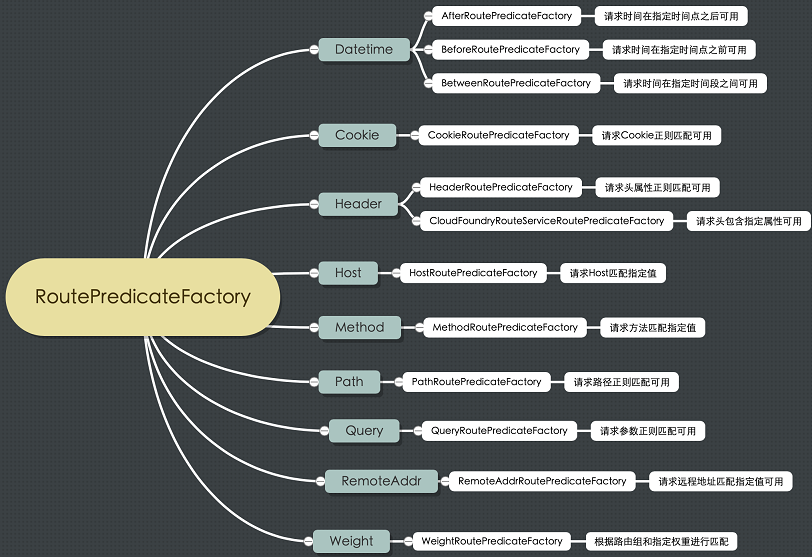 RoutePredicateFactory
Datetime
AfterRoutePredicateFactory
请求时间在指定时间点之后可用
BeforeRoutePredicateFactory
请求时间在指定时间点之前可用
BetweenRoutePredicateFactory
请求时间在指定时间段之间可用
Cookie
CookieRoutePredicateFactory
请求Cookie正则匹配可用
Header
HeaderRoutePredicateFactory
请求头属性正则匹配可用
CloudFoundryRouteServiceRoutePredicateFactory
请求头包含指定属性可用
Host
HostRoutePredicateFactory
请求Host匹配指定值
Method
MethodRoutePredicateFactory
请求方法匹配指定值
Path
PathRoutePredicateFactory
请求路径正则匹配可用
Query
QueryRoutePredicateFactory
请求参数正则匹配可用
RemoteAddr
RemoteAddrRoutePredicateFactory
请求远程地址匹配指定值可用
Weight
WeightRoutePredicateFactory
根据路由组和指定权重进行匹配